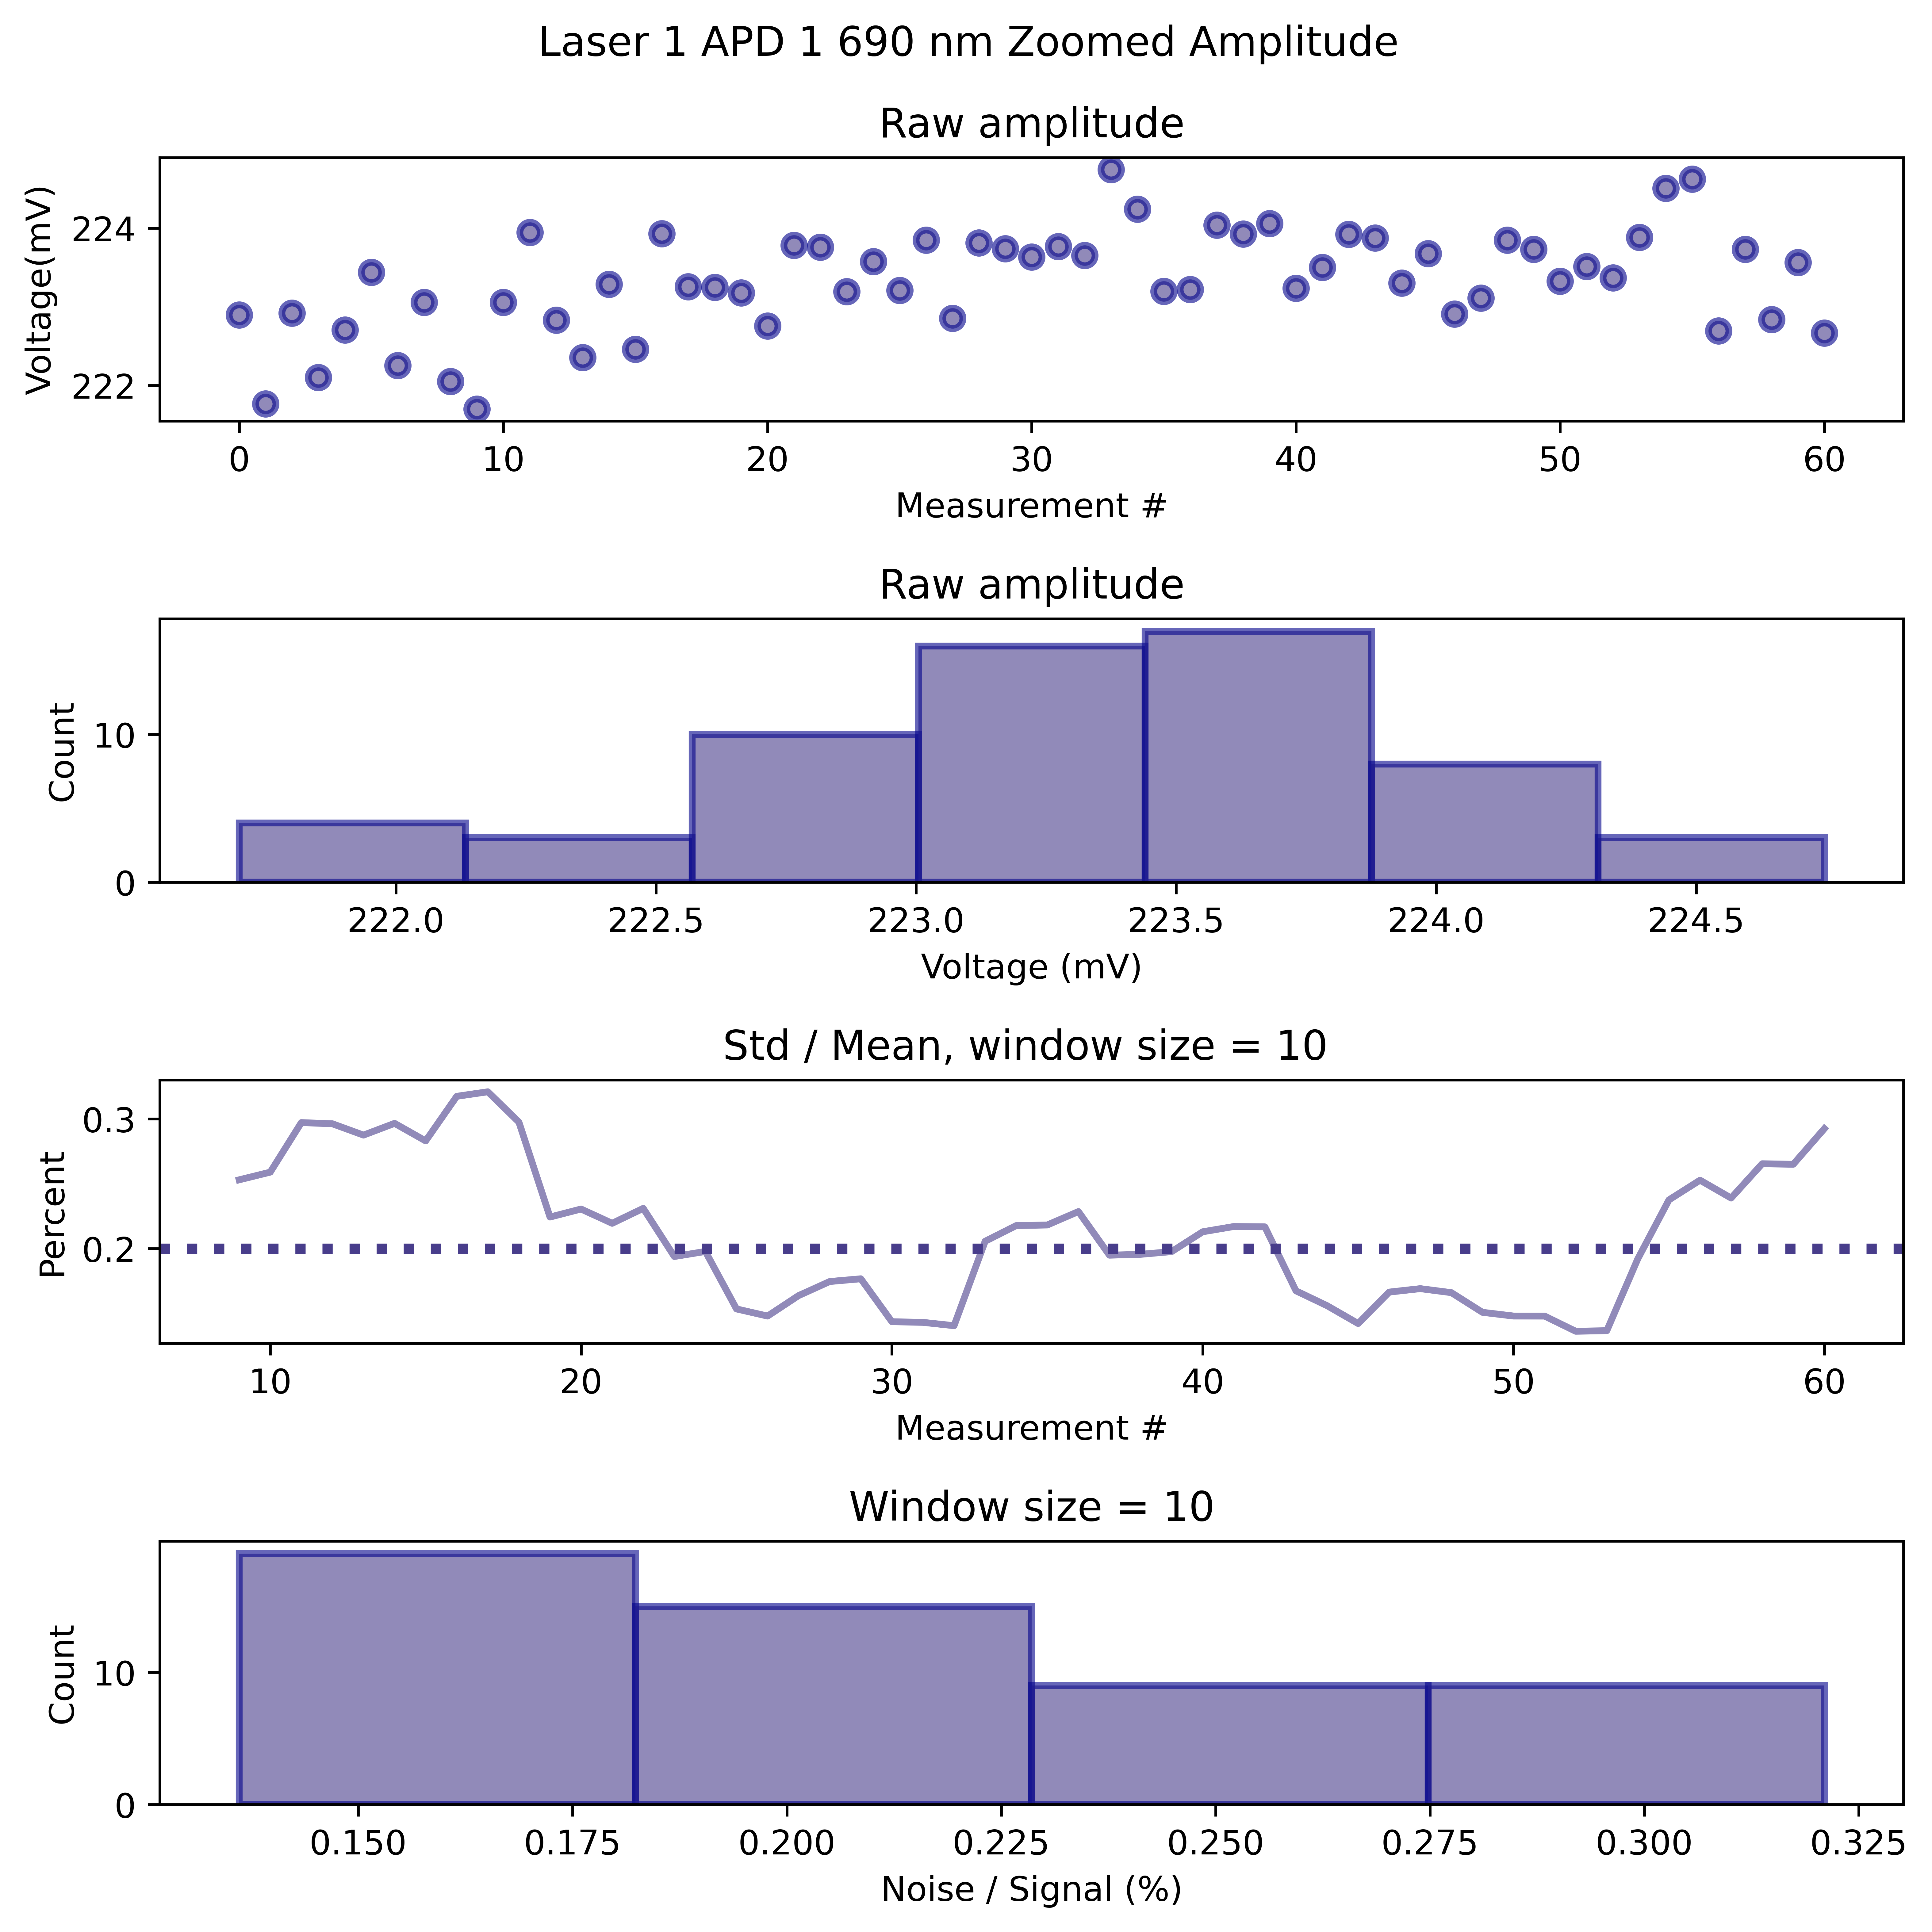 Laser 1 APD 1 690 nm Zoomed Amplitude
Raw amplitude
Voltage(mV)
224
222
0 10 20 30 40 50 60
Measurement #
Raw amplitude
Count
10
0
222.0 222.5 223.0 223.5 224.0 224.5
Voltage (mV)
Std / Mean, window size = 10
Percent
0.3
0.2
10 20 30 40 50 60
Measurement #
Window size = 10
Count
10
0
0.150 0.175 0.200 0.225 0.250 0.275 0.300 0.325
Noise / Signal (%)